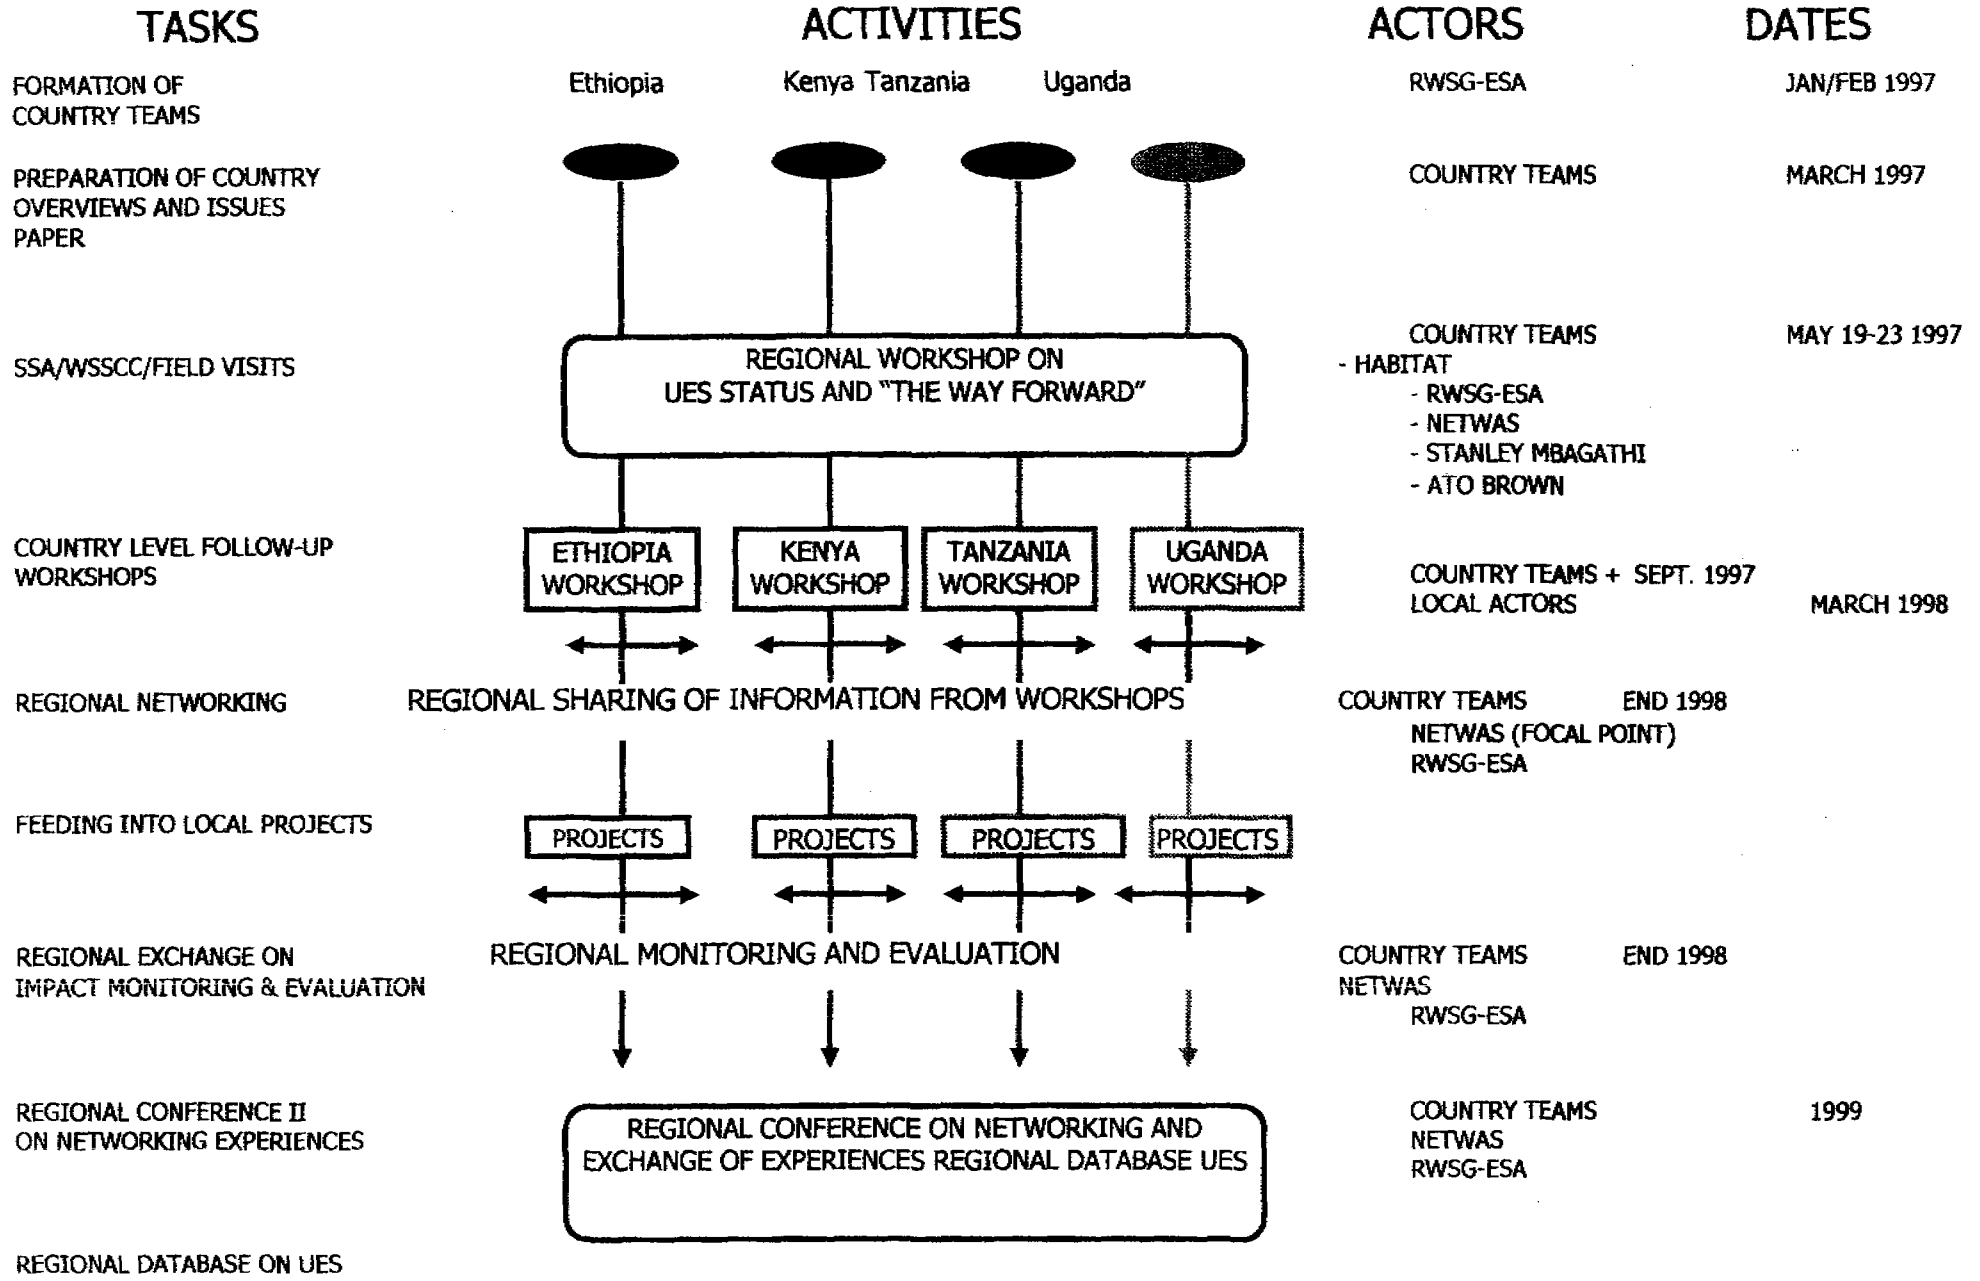 TASKS ACTIVITIES ACTORS DATES
FORMATION OF
COUNTRY TEAMS
Ethiopia Kenya Tanzania Uganda
RWSG-ESA
JAN/FEB 1997
PREPARATION OF COUNTRY
OVERVIEWS AND ISSUES
PAPER
COUNTRY TEAMS
MARCH 1997
SSA/WSSCC/FIELD VISITS
REGIONAL WORKSHOP ON
UES STATUS AND "THE WAY FORWARD"
COUNTRY TEAMS
MAY 19-23 1997
- HABITAT
- RWSG-ESA
- NETWAS
- STANLEY MBAGATHI
- ATO BROWN
COUNTRY LEVEL FOLLOW-UP
WORKSHOPS
ETHIOPIA
WORKSHOP
KENYA
WORKSHOP
TANZANIA
WORKSHOP
UGANDA
WORKSHOP
COUNTRY TEAMS + SEPT. 1997
LOCAL ACTORS MARCH 1998
REGIONAL NETWORKING
REGIONAL SHARING OF INFORMATION FROM WORKSHOPS
COUNTRY TEAMS END 1998
NETWAS (FOCAL POINT)
RWSG-ESA
FEEDING INTO LOCAL PROJECTS
PROJECTS
PROJECTS
PROJECTS
PROJECTS
REGIONAL EXCHANGE ON
IMPACT MONITORING & EVALUATION
REGIONAL MONITORING AND EVALUATION
COUNTRY TEAMS END 1998
NETWAS
RWSG-ESA
REGIONAL CONFERENCE II
ON NETWORKING EXPERIENCES
REGIONAL CONFERENCE ON NETWORKING AND
EXCHANGE OF EXPERIENCES REGIONAL DATABASE UES
COUNTRY TEAMS 1999
NETWAS
RWSG-ESA
REGIONAL DATABASE ON UES